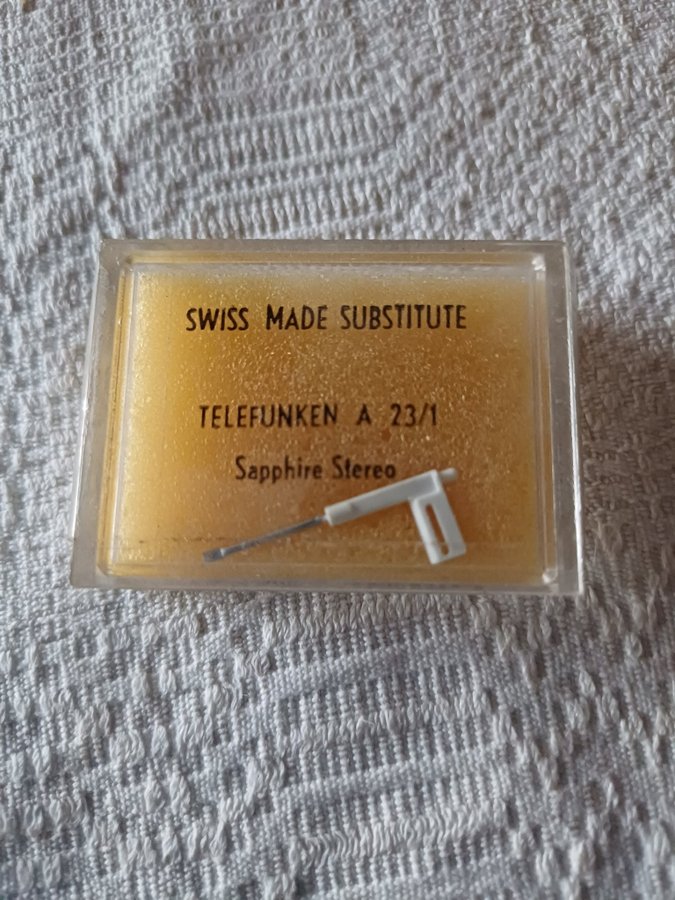 SWISS MADE SUBSTITUTE
TELEFUNKEN A 23/1
Sapphire Stereo